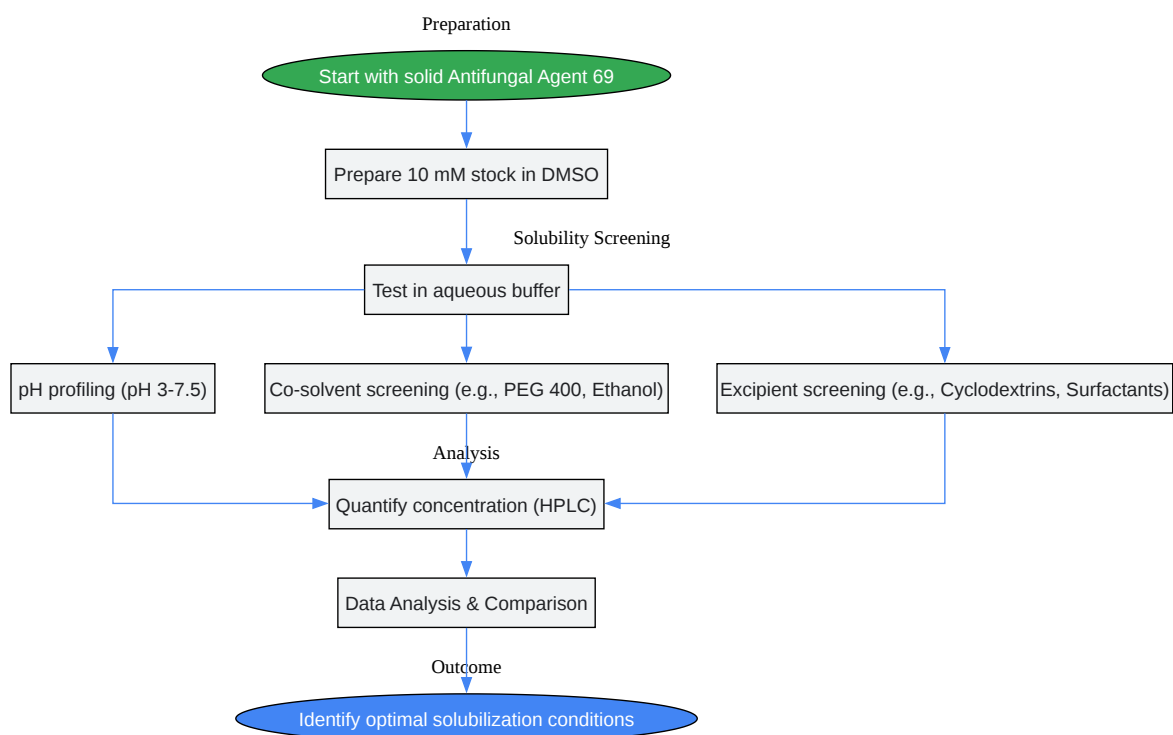 Preparation
Start with solid Antifungal Agent 69
Prepare 10 mM stock in DMSO
Solubility Screening
Test in aqueous buffer
pH profiling (pH 3-7.5)
Co-solvent screening (e.g., PEG 400, Ethanol)
Excipient screening (e.g., Cyclodextrins, Surfactants)
Analysis
Quantify concentration (HPLC)
Data Analysis & Comparison
Outcome
Identify optimal solubilization conditions